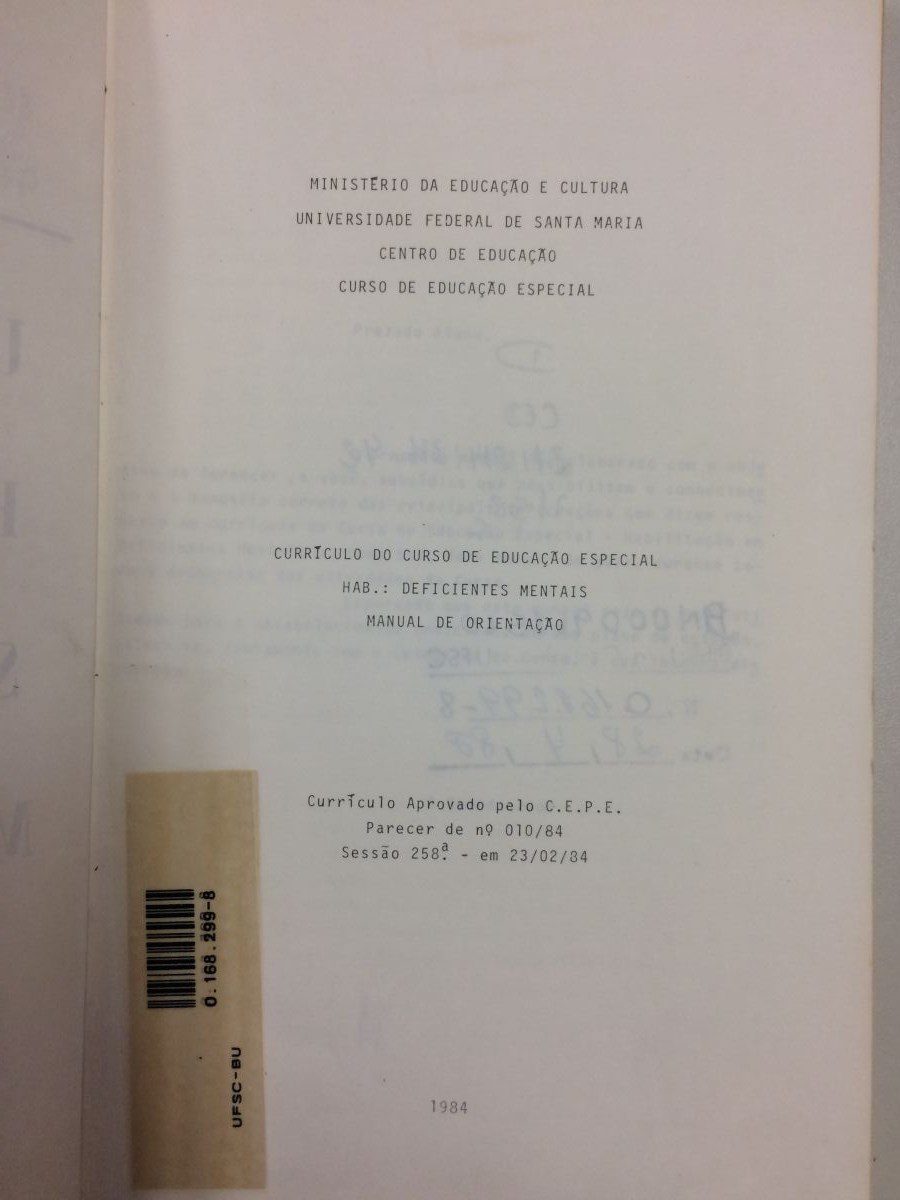 MINISTÉRIO DA EDUCAÇÃO E CULTURA
UNIVERSIDADE FEDERAL DE SANTA MARIA
CENTRO DE EDUCAÇÃO
CURSO DE EDUCAÇÃO ESPECIAL
CURRÍCULO DO CURSO DE EDUCAÇÃO ESPECIAL
HAB.: DEFICIENTES MENTAIS
MANUAL DE ORIENTAÇÃO
Currículo Aprovado pelo C.E.P.E.
Parecer de nº 010/84
Sessão 258ª. - em 23/02/84
0.168.299-8
UFSC-BU
1984